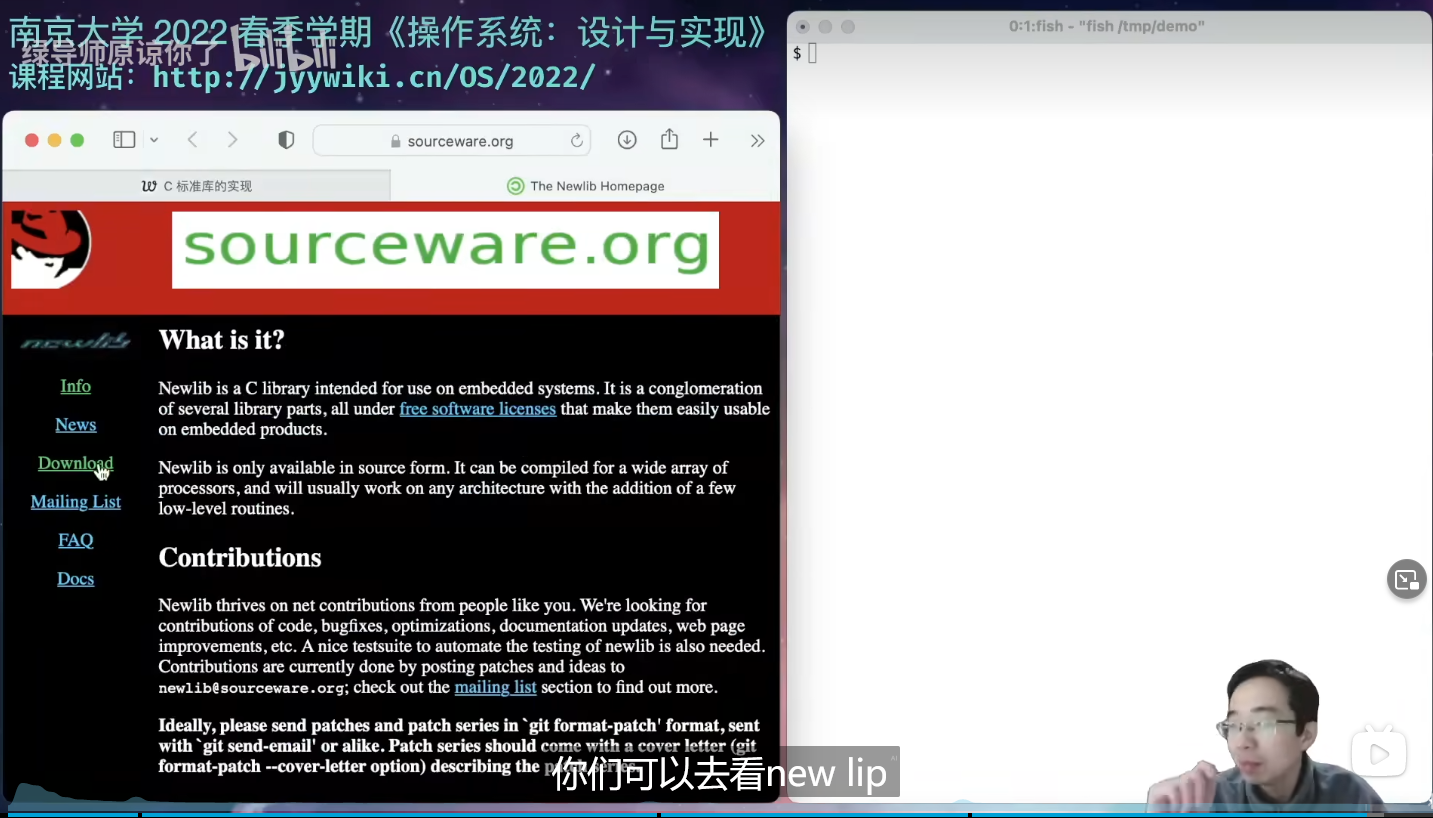 南京大学 2022 春季学期《操作系统：设计与实现》
绿导师原谅你了 bilibili
课程网站：http://jyywiki.cn/OS/2022/
sourceware.org
C 标准库的实现
The Newlib Homepage
sourceware.org
newlib
Info
News
Download
Mailing List
FAQ
Docs
What is it?
Newlib is a C library intended for use on embedded systems. It is a conglomeration
of several library parts, all under free software licenses that make them easily usable
on embedded products.
Newlib is only available in source form. It can be compiled for a wide array of
processors, and will usually work on any architecture with the addition of a few
low-level routines.
Contributions
Newlib thrives on net contributions from people like you. We're looking for
contributions of code, bugfixes, optimizations, documentation updates, web page
improvements, etc. A nice testsuite to automate the testing of newlib is also needed.
Contributions are currently done by posting patches and ideas to
newlib@sourceware.org; check out the mailing list section to find out more.
Ideally, please send patches and patch series in `git format-patch' format, sent
with `git send-email' or alike. Patch series should come with a cover letter (git
format-patch --cover-letter option) describing the patch series.
0:1:fish - "fish /tmp/demo"
$
你们可以去看new lip